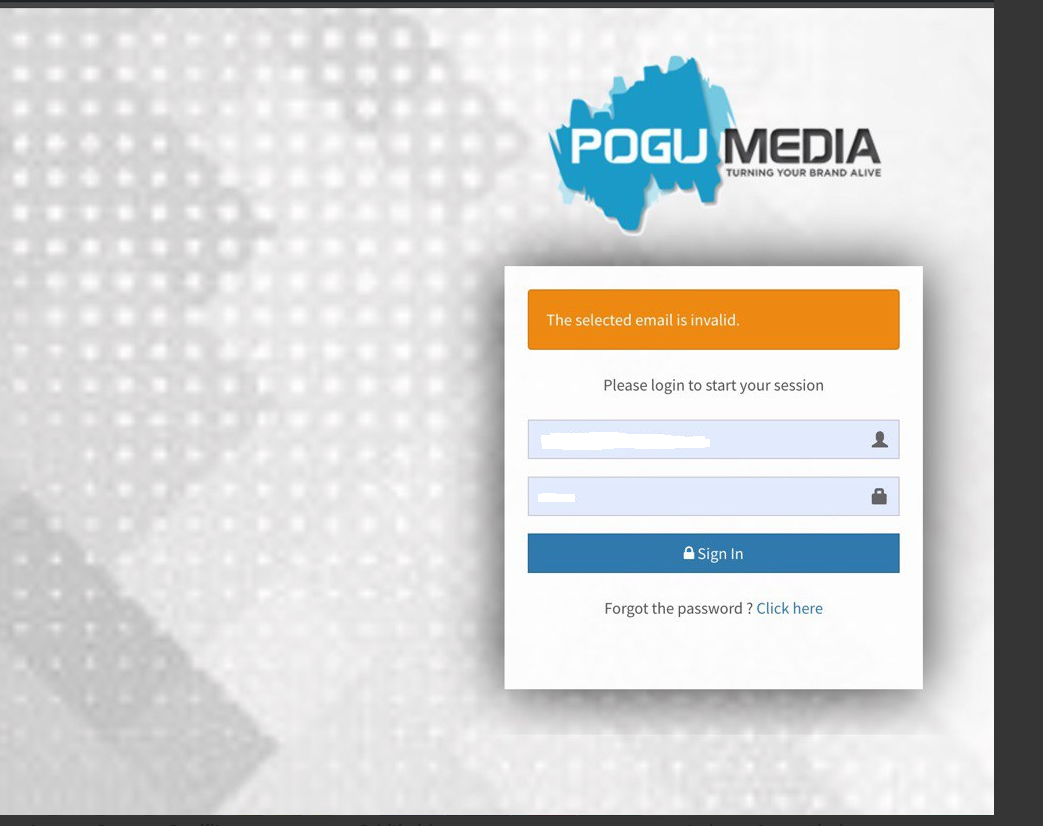 POGU MEDIA
TURNING YOUR BRAND ALIVE
The selected email is invalid.
Please login to start your session
Sign In
Forgot the password ? Click here